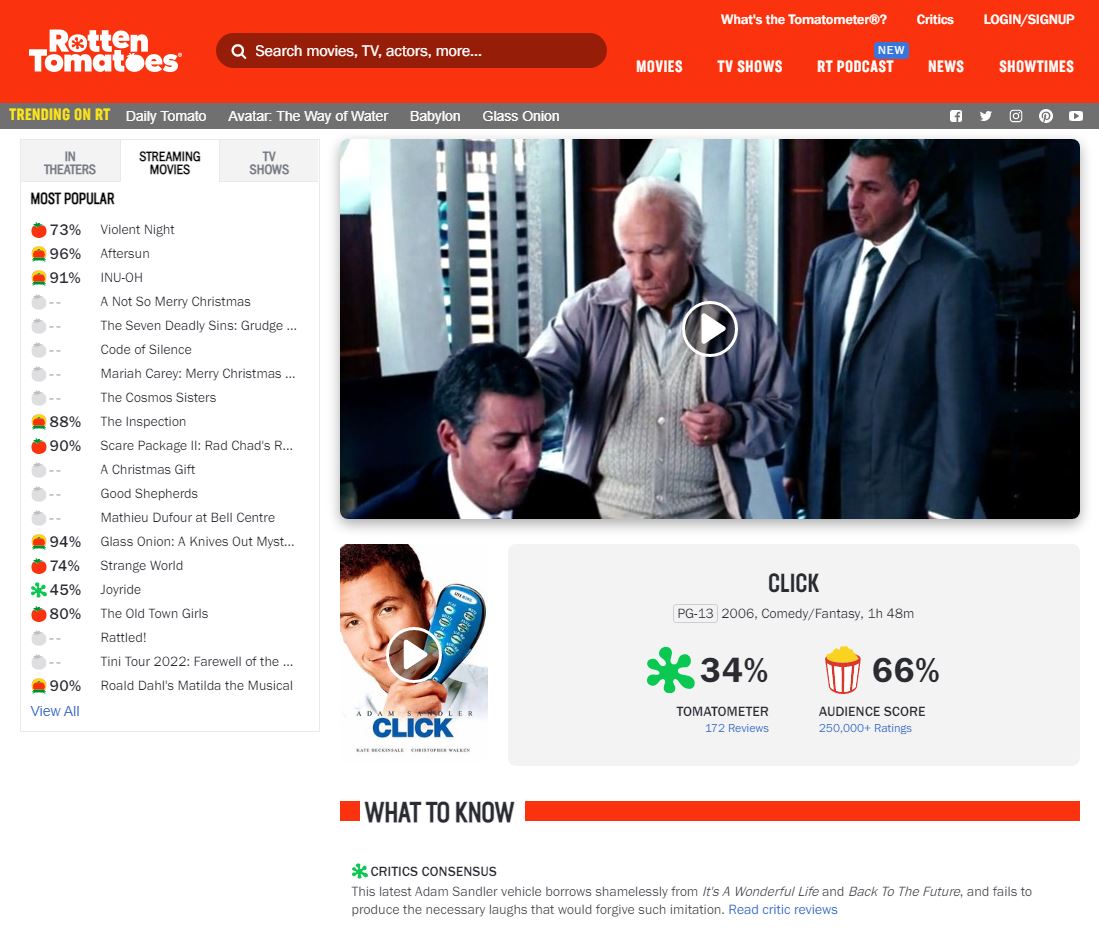 What's the Tomatometer®?
Critics
LOGIN/SIGNUP
Rotten
Tomatoes®
Search movies, TV, actors, more...
NEW
MOVIES
TV SHOWS
RT PODCAST
NEWS
SHOWTIMES
TRENDING ON RT
Daily Tomato
Avatar: The Way of Water
Babylon
Glass Onion
IN
THEATERS
STREAMING
MOVIES
TV
SHOWS
MOST POPULAR
73% Violent Night
96% Aftersun
91% INU-OH
-- A Not So Merry Christmas
-- The Seven Deadly Sins: Grudge ...
-- Code of Silence
-- Mariah Carey: Merry Christmas ...
-- The Cosmos Sisters
88% The Inspection
90% Scare Package II: Rad Chad's R...
-- A Christmas Gift
-- Good Shepherds
-- Mathieu Dufour at Bell Centre
94% Glass Onion: A Knives Out Myst...
74% Strange World
45% Joyride
80% The Old Town Girls
-- Rattled!
-- Tini Tour 2022: Farewell of the ...
90% Roald Dahl's Matilda the Musical
View All
ADAM SANDLER
CLICK
KATE BECKINSALE CHRISTOPHER WALKEN
CLICK
PG-13 2006, Comedy/Fantasy, 1h 48m
34%
TOMATOMETER
172 Reviews
66%
AUDIENCE SCORE
250,000+ Ratings
WHAT TO KNOW
CRITICS CONSENSUS
This latest Adam Sandler vehicle borrows shamelessly from It's A Wonderful Life and Back To The Future, and fails to
produce the necessary laughs that would forgive such imitation. Read critic reviews